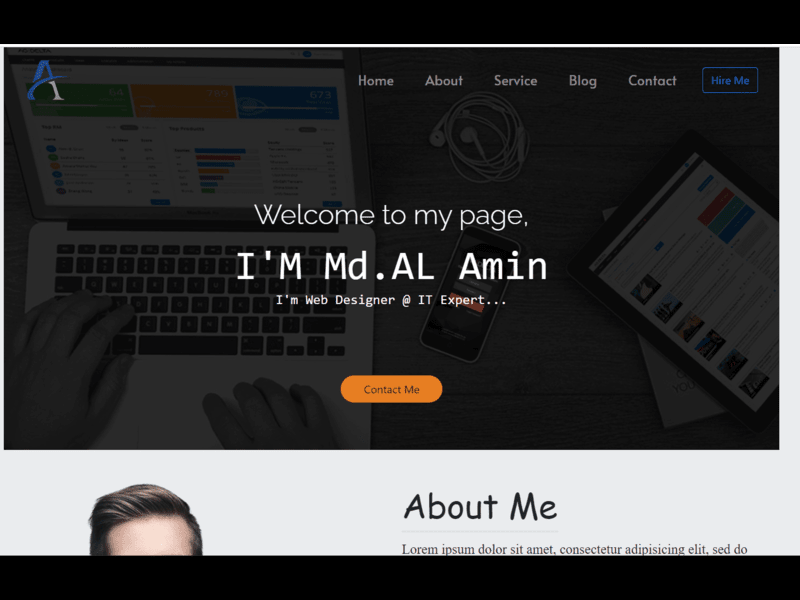 Home About Service Blog Contact Hire Me
Welcome to my page,
I'M Md.AL Amin
I'm Web Designer @ IT Expert...
Contact Me
About Me
Lorem ipsum dolor sit amet, consectetur adipisicing elit, sed do